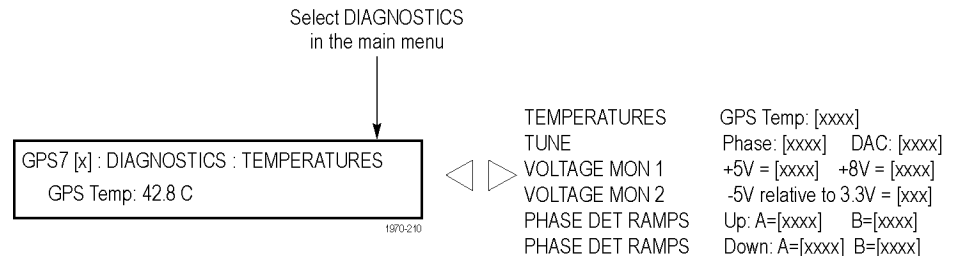 Select DIAGNOSTICS
in the main menu
GPS7 [x] : DIAGNOSTICS : TEMPERATURES
GPS Temp: 42.8 C
1970-210
TEMPERATURES GPS Temp: [xxxx]
TUNE Phase: [xxxx] DAC: [xxxx]
VOLTAGE MON 1 +5V = [xxxx] +8V = [xxxx]
VOLTAGE MON 2 -5V relative to 3.3V = [xxx]
PHASE DET RAMPS Up: A=[xxxx] B=[xxxx]
PHASE DET RAMPS Down: A=[xxxx] B=[xxxx]